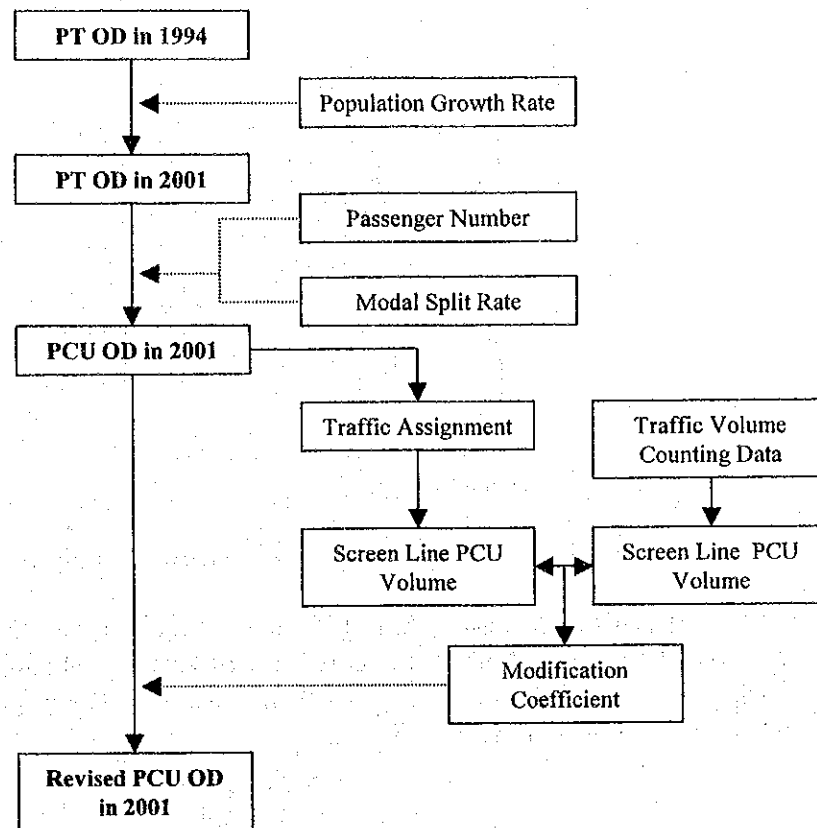 PT OD in 1994
Population Growth Rate
PT OD in 2001
Passenger Number
Modal Split Rate
PCU OD in 2001
Traffic Assignment
Traffic Volume
Counting Data
Screen Line PCU
Volume
Screen Line PCU
Volume
Modification
Coefficient
Revised PCU OD
in 2001